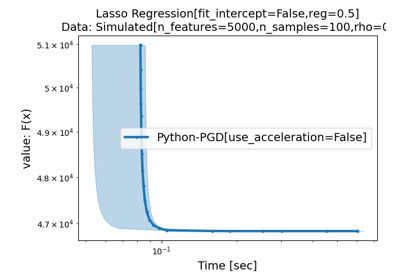 Lasso Regression[fit_intercept=False,reg=0.5]
Data: Simulated[n_features=5000,n_samples=100,rho=0
value: F(x)
5.1 × 10⁴
5 × 10⁴
4.9 × 10⁴
4.8 × 10⁴
4.7 × 10⁴
Python-PGD[use_acceleration=False]
10⁻¹
Time [sec]